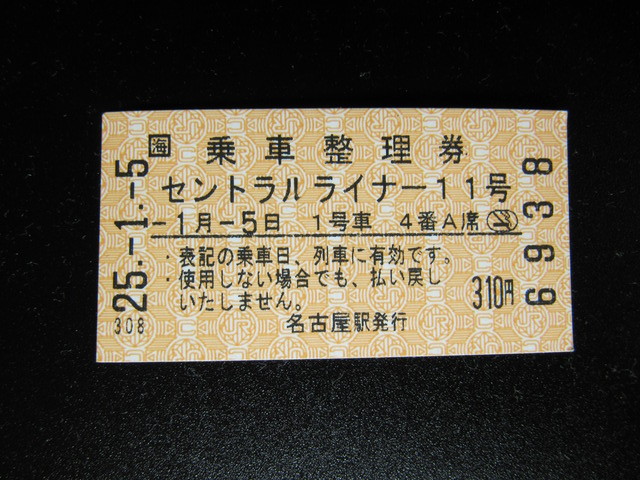 海 乗車整理券
セントラルライナー11号
-1月-5日 1号車 4番A席
・表記の乗車日、列車に有効です。
・使用しない場合でも、払い戻し
いたしません。
310円
名古屋駅発行
25.-1.-5
308
6938